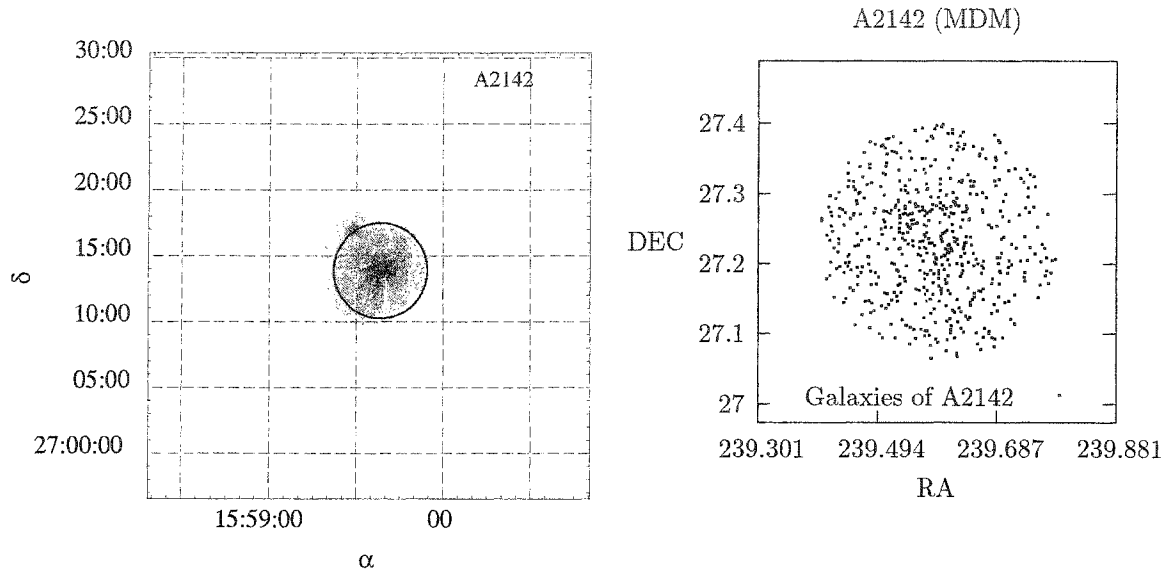 A2142
30:00
25:00
20:00
15:00
10:00
05:00
27:00:00
δ
15:59:00
00
α
A2142 (MDM)
27.4
27.3
DEC
27.2
27.1
27
Galaxies of A2142
239.301
239.494
239.687
239.881
RA